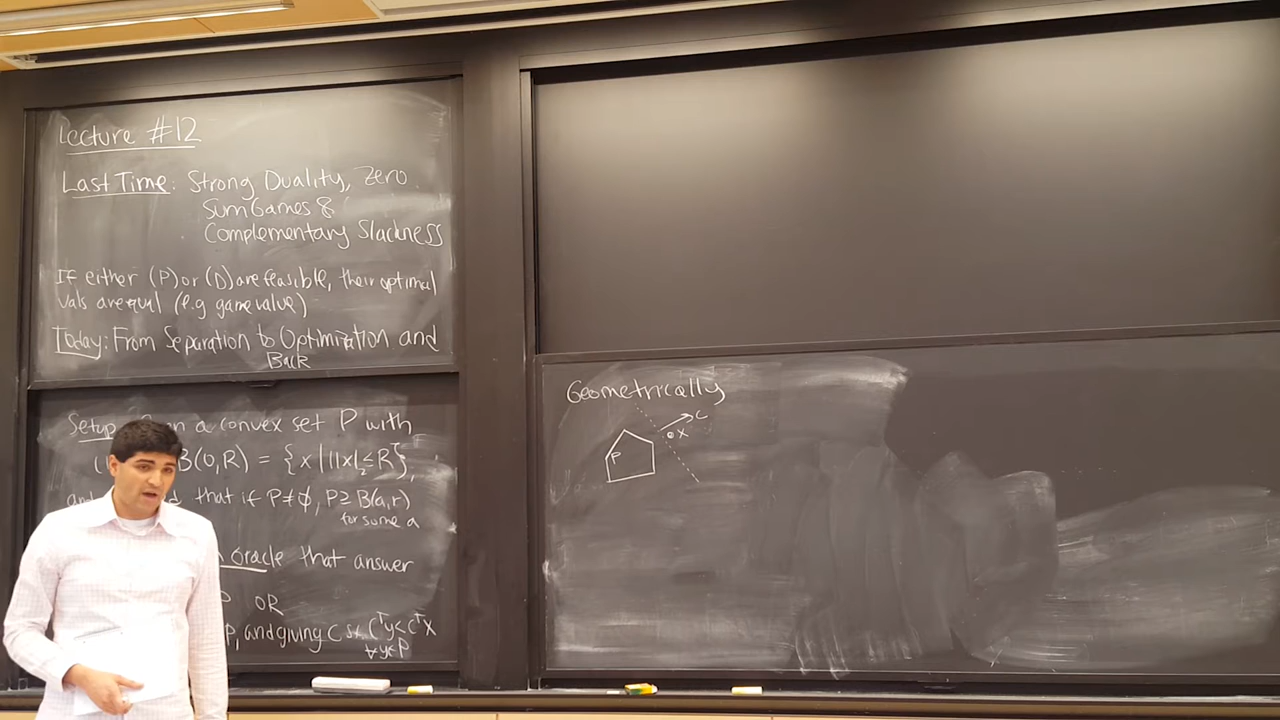 Lecture #12
Last Time: Strong Duality, Zero
Sum Games &
Complementary Slackness
If either (P) or (D) are feasible, their optimal
vals are equal (e.g game value)
Today: From Separation to Optimization and
Back
Setup a convex set P with
B(0,R) = {x | ||x||₂ ≤ R},
that if P≠∅, P ⊇ B(a,r)
for some a
Oracle that answer
P OR
P, and giving C s.t. Cᵀy < cᵀx
∀y∈P
Geometrically
C
x
P